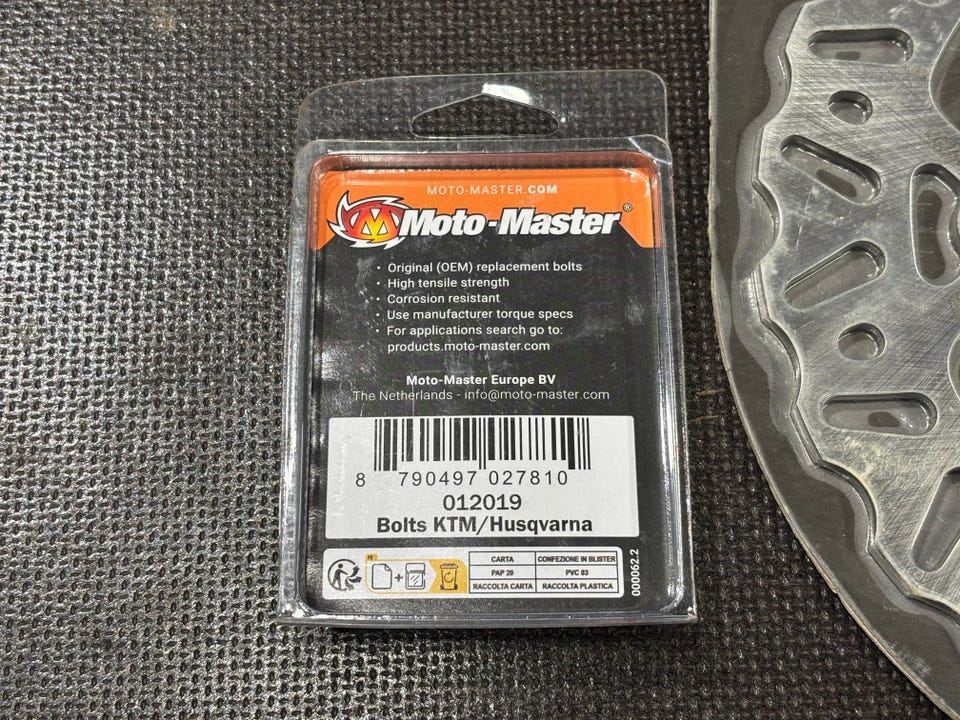 MOTO-MASTER.COM
Moto-Master®
• Original (OEM) replacement bolts
• High tensile strength
• Corrosion resistant
• Use manufacturer torque specs
• For applications search go to:
products.moto-master.com
Moto-Master Europe BV
The Netherlands - info@moto-master.com
8 790497 027810
012019
Bolts KTM/Husqvarna
FR
+
CARTA CONFEZIONE IN BLISTER
PAP 20 PVC 03
RACCOLTA CARTA RACCOLTA PLASTICA
000062.2